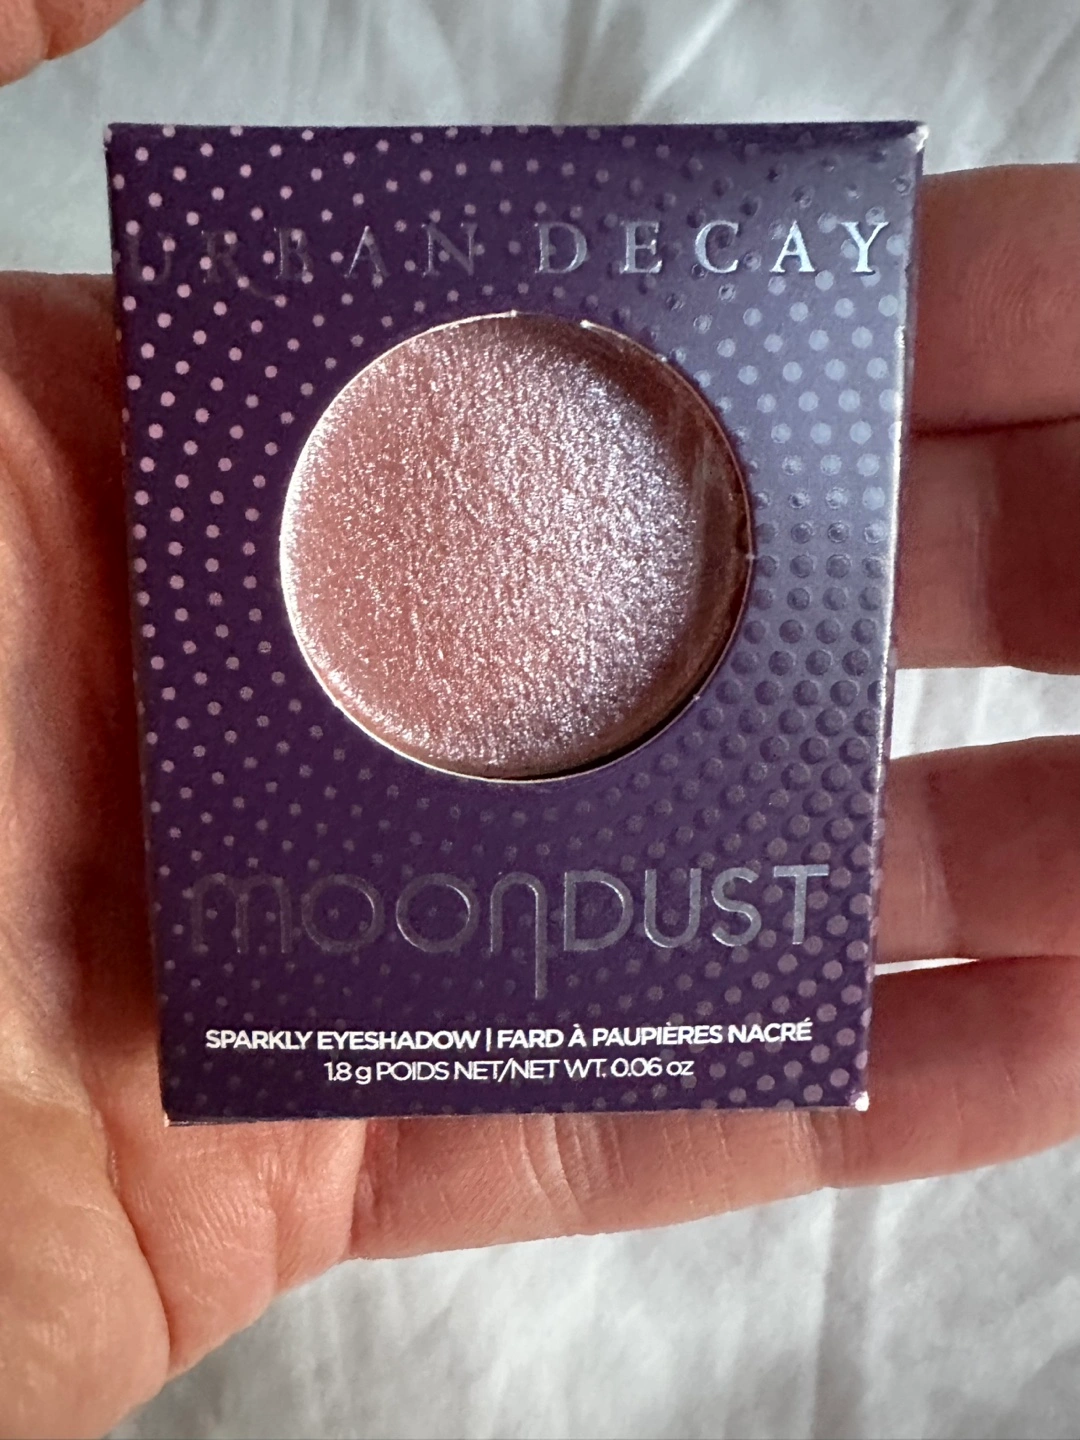 URBAN DECAY
MOONDUST
SPARKLY EYESHADOW | FARD À PAUPIÈRES NACRÉ
1.8 g POIDS NET/NET WT. 0.06 oz